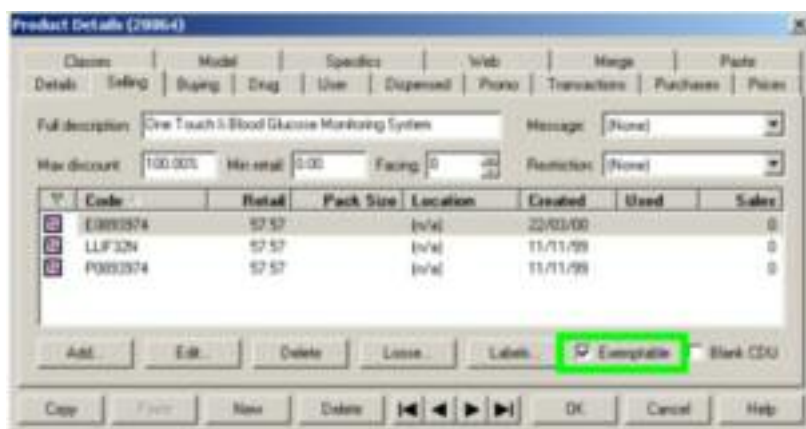 Product Details (20064)
Classes Model Specifics Web Merge Paste
Details Selling Buying Drug User Dispensed Promo Transactions Purchases Prices
Full description One Touch II Blood Glucose Monitoring System Message (None)
Max discount 100.00% Min retail 0.00 Facing 0 Restriction (None)
Code Retail Pack Size Location Created Used Sales
E0893974 57.57 (n/a) 22/03/00 0
LLIF32N 57.57 (n/a) 11/11/99 0
P0893974 57.57 (n/a) 11/11/99 0
Add... Edit... Delete Loose... Labels... Exemptable Blank CDU
Copy Paste New Delete OK Cancel Help